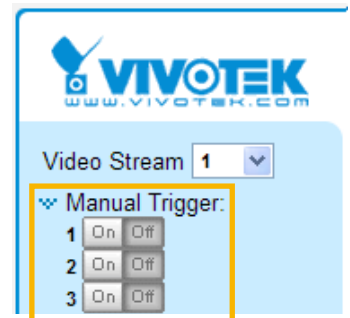 VIVOTEK
www.vivotek.com
Video Stream 1
Manual Trigger:
1 On Off
2 On Off
3 On Off